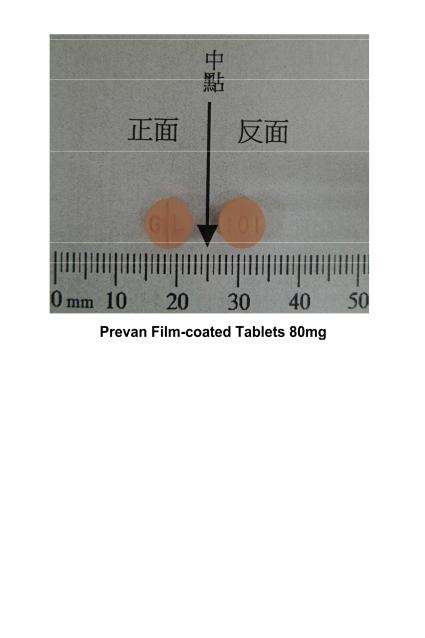 中
點
正面 反面
G L 101
0 mm 10 20 30 40 50
Prevan Film-coated Tablets 80mg